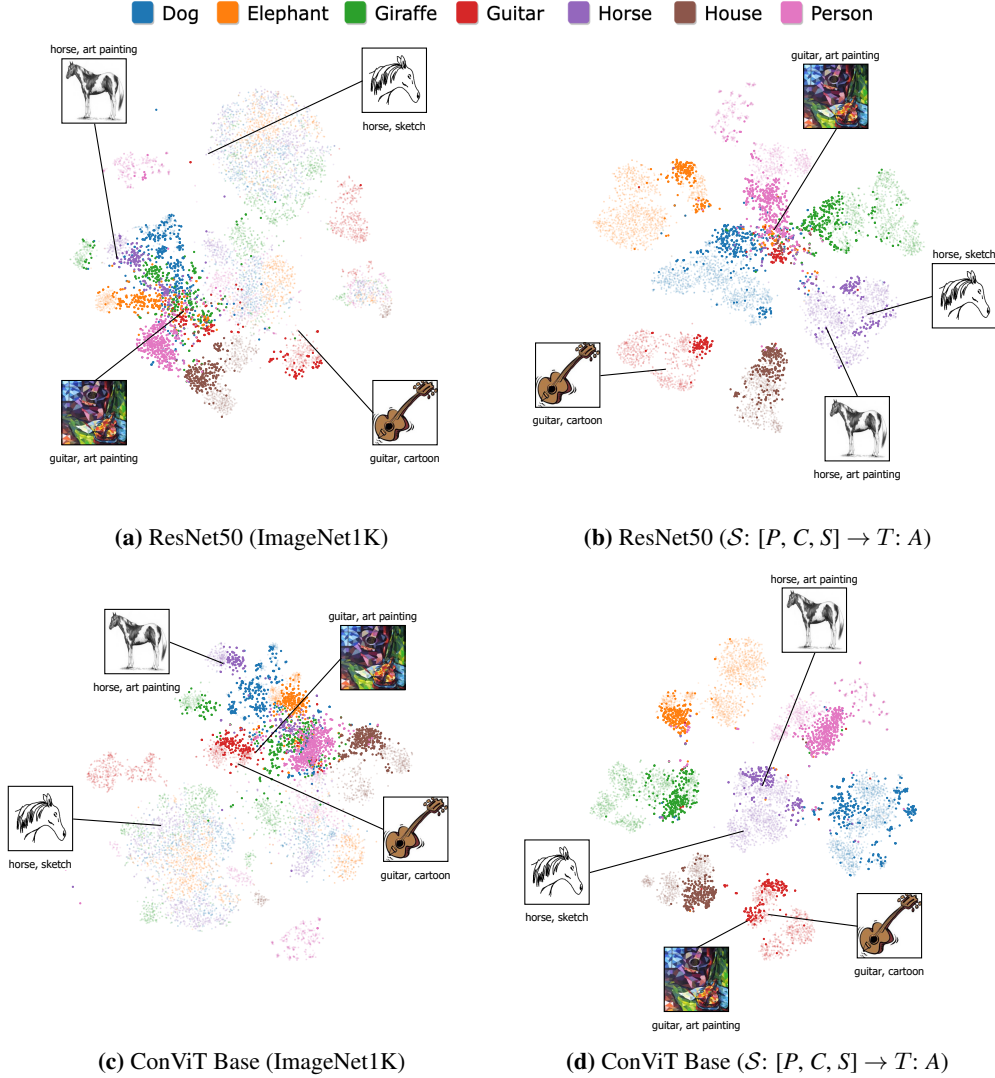 Dog Elephant Giraffe Guitar Horse House Person
horse, art painting
horse, sketch
guitar, art painting
guitar, cartoon
(a) ResNet50 (ImageNet1K)
guitar, art painting
horse, sketch
guitar, cartoon
horse, art painting
(b) ResNet50 (𝒮: [P, C, S] → T: A)
horse, art painting
guitar, art painting
horse, sketch
guitar, cartoon
(c) ConViT Base (ImageNet1K)
horse, art painting
horse, sketch
guitar, cartoon
guitar, art painting
(d) ConViT Base (𝒮: [P, C, S] → T: A)